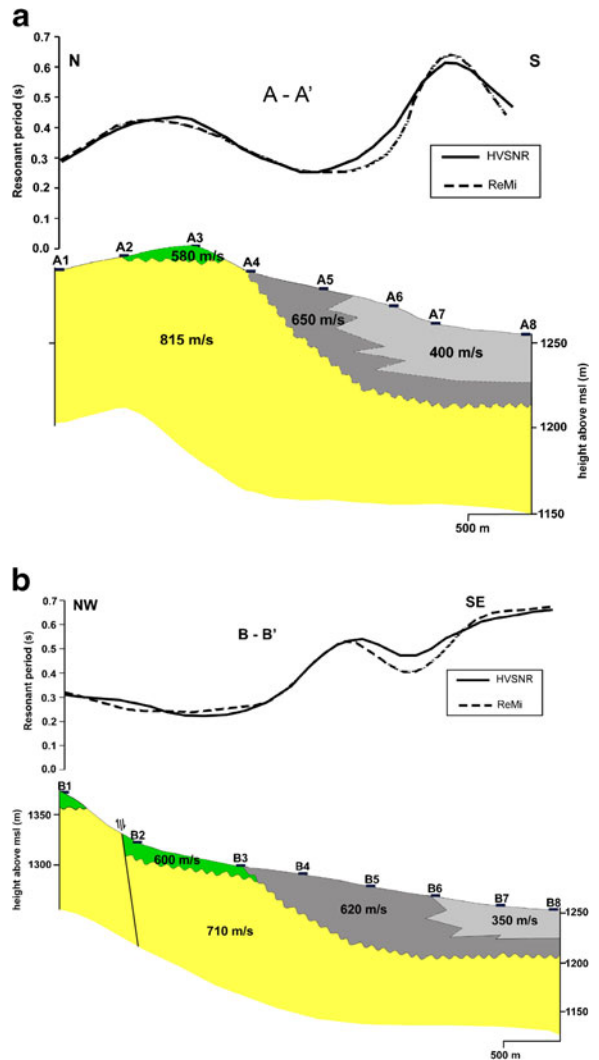 a
0.7
N
S
0.6
A - A'
0.5
0.4
0.3
0.2
0.1
0.0
Resonant period (s)
HVSNR
ReMi
A1
A2
A3
580 m/s
A4
A5
A6
A7
A8
815 m/s
650 m/s
400 m/s
1250
1200
1150
height above msl (m)
500 m
b
0.7
NW
SE
0.6
B - B'
0.5
0.4
0.3
0.2
0.1
0.0
Resonant period (s)
HVSNR
ReMi
B1
1350
1300
height above msl (m)
B2
B3
600 m/s
B4
B5
B6
B7
B8
710 m/s
620 m/s
350 m/s
1250
1200
1150
500 m